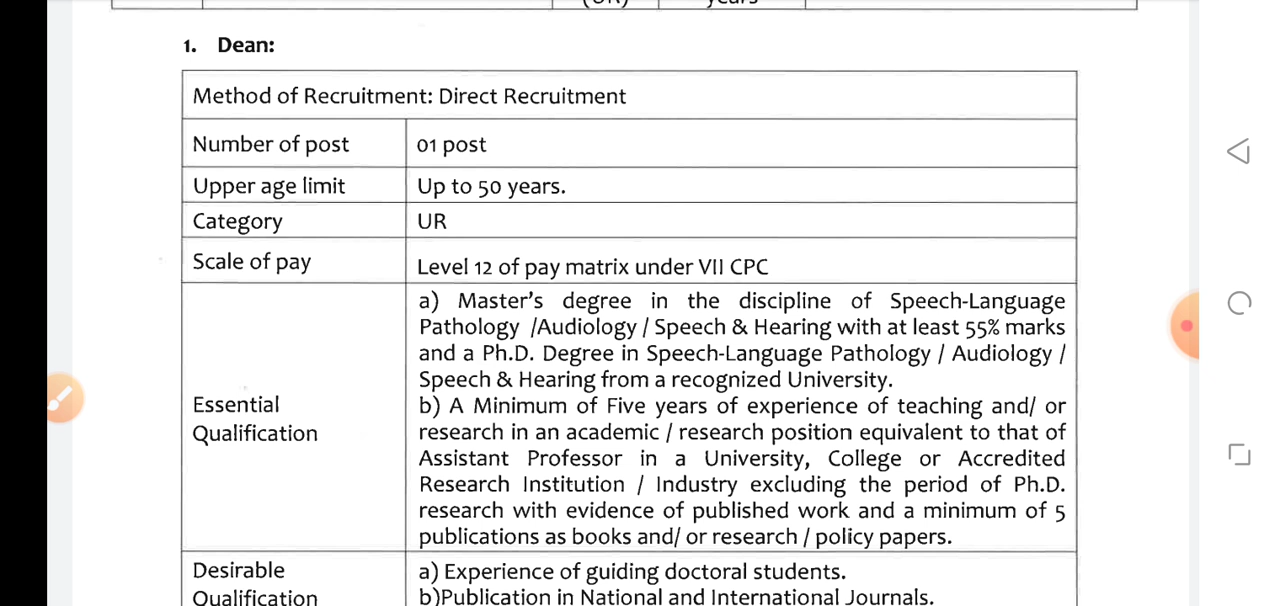 (UR) years
1. Dean:
Method of Recruitment: Direct Recruitment
Number of post 01 post
Upper age limit Up to 50 years.
Category UR
Scale of pay Level 12 of pay matrix under VII CPC
Essential Qualification
a) Master's degree in the discipline of Speech-Language
Pathology /Audiology / Speech & Hearing with at least 55% marks
and a Ph.D. Degree in Speech-Language Pathology / Audiology /
Speech & Hearing from a recognized University.
b) A Minimum of Five years of experience of teaching and/ or
research in an academic / research position equivalent to that of
Assistant Professor in a University, College or Accredited
Research Institution / Industry excluding the period of Ph.D.
research with evidence of published work and a minimum of 5
publications as books and/ or research / policy papers.
Desirable Qualification
a) Experience of guiding doctoral students.
b)Publication in National and International Journals.